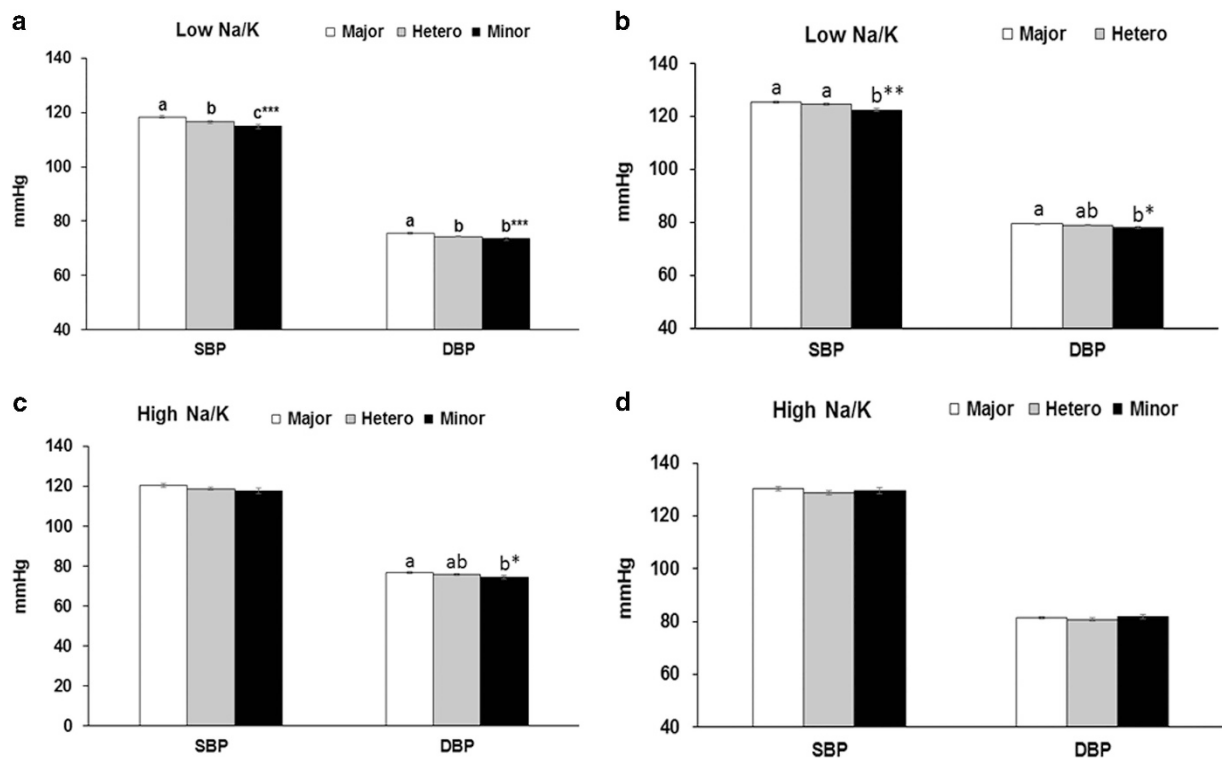 a
Low Na/K
Major Hetero Minor
140
120
100
80
60
40
mmHg
a b c***
a b b***
SBP DBP
b
Low Na/K
Major Hetero
140
120
100
80
60
40
mmHg
a a b**
a ab b*
SBP DBP
c
High Na/K
Major Hetero Minor
140
120
100
80
60
40
20
0
mmHg
a ab b*
SBP DBP
d
High Na/K
Major Hetero Minor
140
120
100
80
60
40
mmHg
SBP DBP